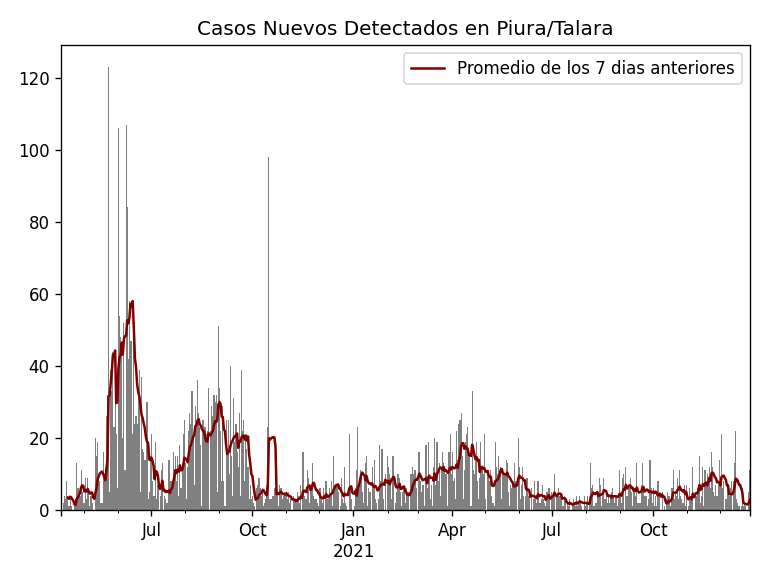 Casos Nuevos Detectados en Piura/Talara
Promedio de los 7 dias anteriores
120
100
80
60
40
20
0
Jul
Oct
Jan
2021
Apr
Jul
Oct